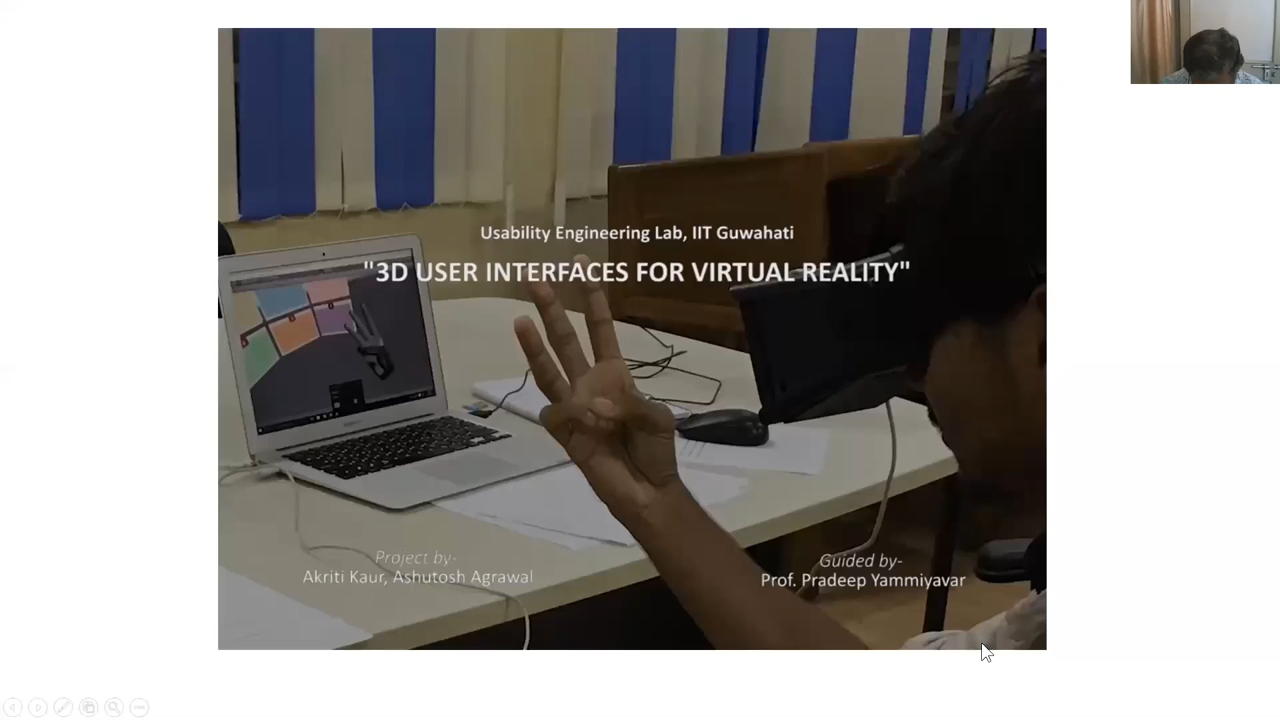 Usability Engineering Lab, IIT Guwahati
"3D USER INTERFACES FOR VIRTUAL REALITY"
Project by-
Akriti Kaur, Ashutosh Agrawal
Guided by-
Prof. Pradeep Yammiyavar